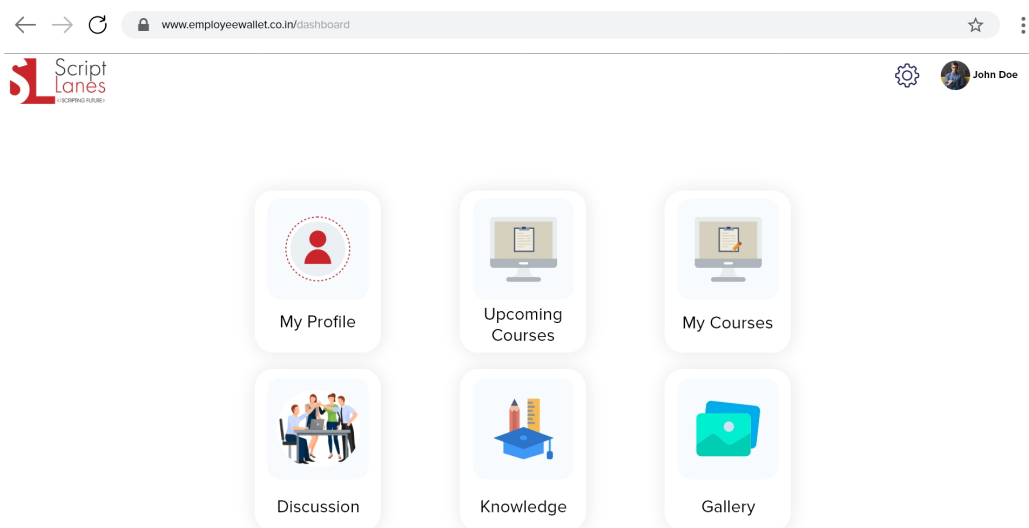 www.employeewallet.co.in/dashboard
Script
Lanes
</SCRIPTING FUTURE>
John Doe
My Profile
Upcoming
Courses
My Courses
Discussion
Knowledge
Gallery